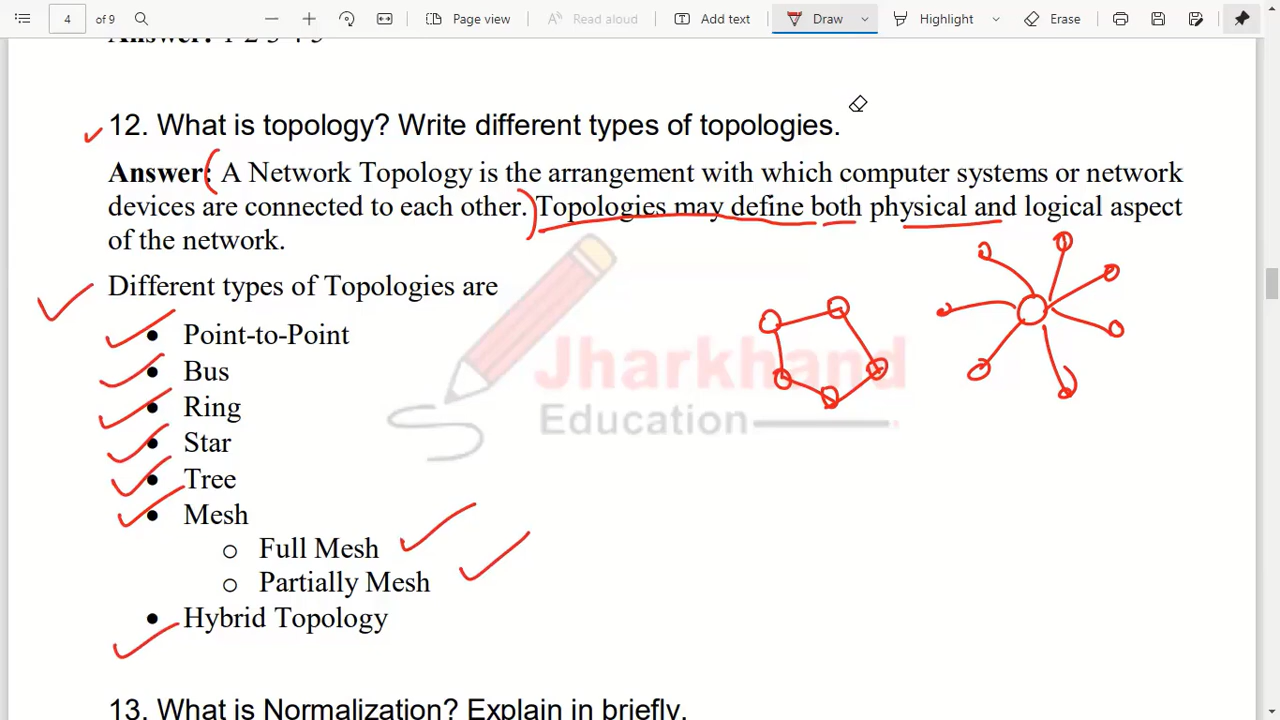 4 of 9 Page view Read aloud Add text Draw Highlight Erase
12. What is topology? Write different types of topologies.
Answer: A Network Topology is the arrangement with which computer systems or network
devices are connected to each other. Topologies may define both physical and logical aspect
of the network.
Different types of Topologies are
• Point-to-Point
• Bus
• Ring
• Star
• Tree
• Mesh
o Full Mesh
o Partially Mesh
• Hybrid Topology
Jharkhand
Education
13. What is Normalization? Explain in briefly.